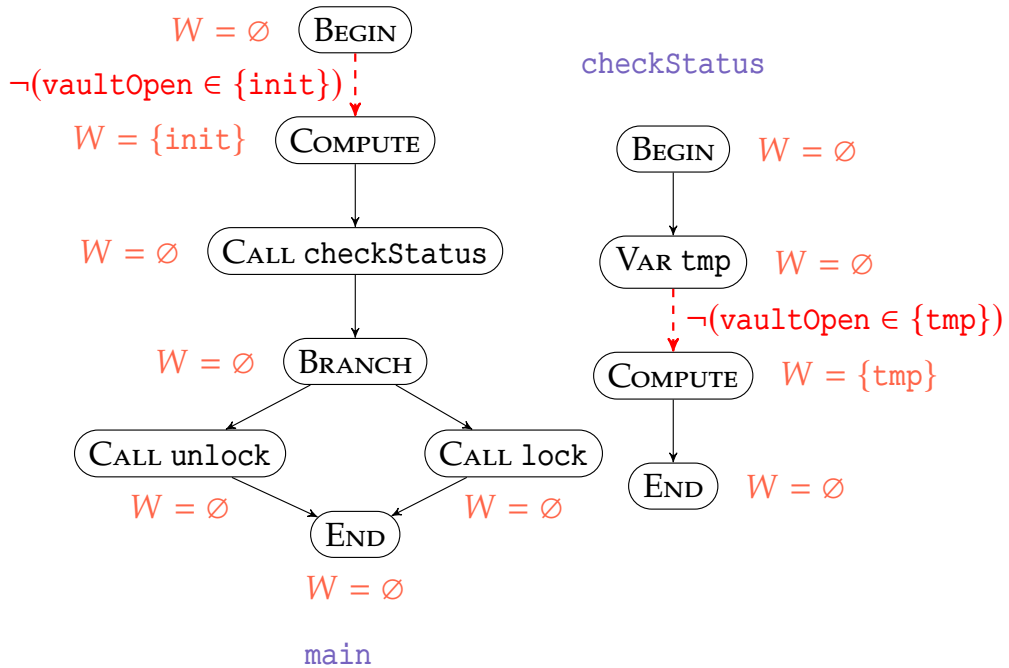 W = ∅ BEGIN
¬(vaultOpen ∈ {init})
W = {init} COMPUTE
W = ∅ CALL checkStatus
W = ∅ BRANCH
CALL unlock CALL lock
W = ∅ W = ∅
END
W = ∅
main
checkStatus
BEGIN W = ∅
VAR tmp W = ∅
¬(vaultOpen ∈ {tmp})
COMPUTE W = {tmp}
END W = ∅